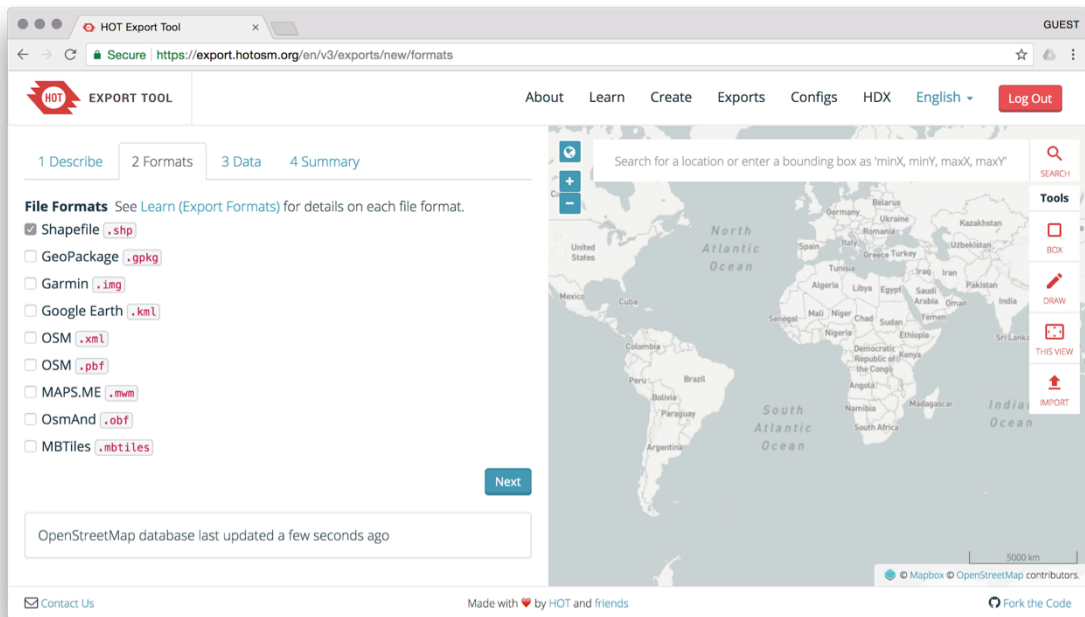 HOT Export Tool
GUEST
Secure https://export.hotosm.org/en/v3/exports/new/formats
HOT EXPORT TOOL
About Learn Create Exports Configs HDX English Log Out
1 Describe 2 Formats 3 Data 4 Summary
File Formats See Learn (Export Formats) for details on each file format.
Shapefile .shp
GeoPackage .gpkg
Garmin .img
Google Earth .kml
OSM .xml
OSM .pbf
MAPS.ME .mwm
OsmAnd .obf
MBTiles .mbtiles
Next
OpenStreetMap database last updated a few seconds ago
Search for a location or enter a bounding box as 'minX, minY, maxX, maxY'
SEARCH
Tools
BOX
DRAW
THIS VIEW
IMPORT
Belarus
Germany
Ukraine
Kazakhstan
Romania
North
Atlantic
Ocean
United
States
Spain
Italy
Greece
Turkey
Uzbekistan
Tunisia
Iraq
Iran
Algeria
Libya
Egypt
Saudi
Arabia
Pakistan
Oman
India
Mexico
Cuba
Mali
Niger
Chad
Sudan
Yemen
Senegal
Nigeria
Ethiopia
Sri Lanka
Colombia
Democratic
Republic of
the Congo
Kenya
Peru
Brazil
Angola
Bolivia
Paraguay
South
Atlantic
Ocean
Namibia
Madagascar
South Africa
Indian
Ocean
Argentina
5000 km
© Mapbox © OpenStreetMap contributors.
Contact Us
Made with ❤ by HOT and friends
Fork the Code